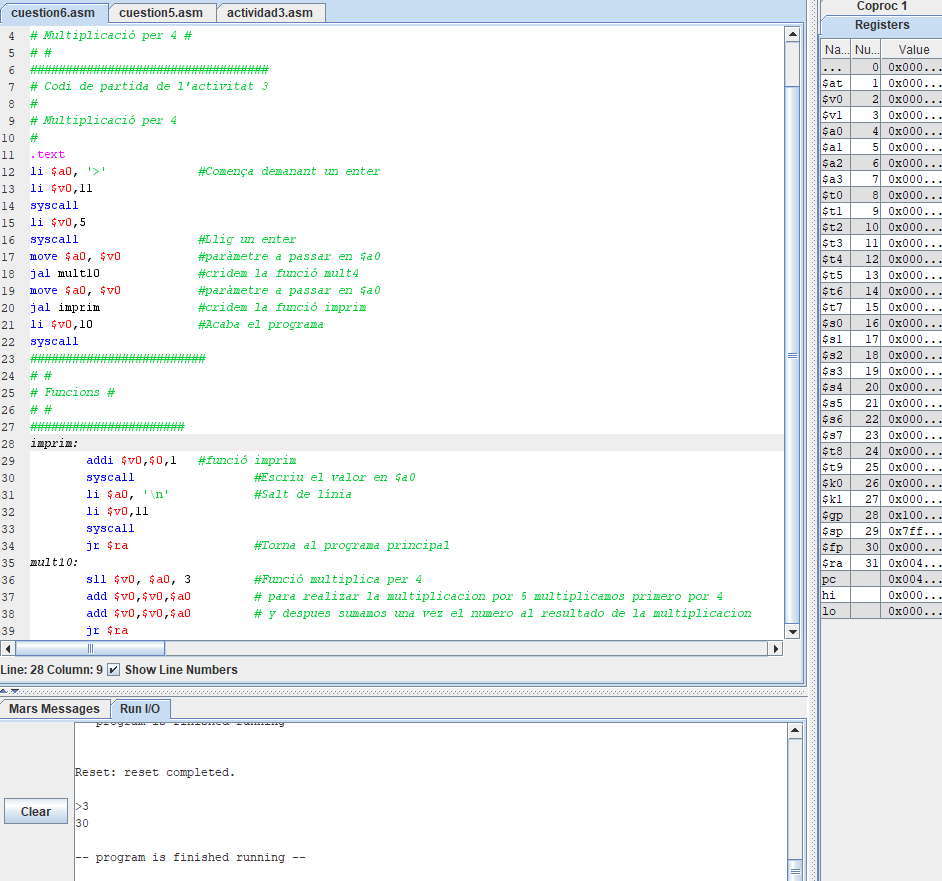 cuestion6.asm cuestion5.asm actividad3.asm
4 # Multiplicació per 4 #
5 # #
6 ##################################
7 # Codi de partida de l'activitat 3
8 #
9 # Multiplicació per 4
10 #
11 .text
12 li $a0, '>' #Comença demanant un enter
13 li $v0,11
14 syscall
15 li $v0,5
16 syscall #Llig un enter
17 move $a0, $v0 #paràmetre a passar en $a0
18 jal mult10 #cridem la funció mult4
19 move $a0, $v0 #paràmetre a passar en $a0
20 jal imprim #cridem la funció imprim
21 li $v0,10 #Acaba el programa
22 syscall
23 #########################
24 # #
25 # Funcions #
26 # #
27 ######################
28 imprim:
29 addi $v0,$0,1 #funció imprim
30 syscall #Escriu el valor en $a0
31 li $a0, '\n' #Salt de línia
32 li $v0,11
33 syscall
34 jr $ra #Torna al programa principal
35 mult10:
36 sll $v0, $a0, 3 #Funció multiplica per 4
37 add $v0,$v0,$a0 # para realizar la multiplicacion por 5 multiplicamos primero por 4
38 add $v0,$v0,$a0 # y despues sumamos una vez el numero al resultado de la multiplicacion
39 jr $ra
Line: 28 Column: 9 Show Line Numbers
Mars Messages Run I/O
-- program is finished running --
Reset: reset completed.
Clear
>3
30
-- program is finished running --
Coproc 1
Registers
Na... Nu... Value
... 0 0x000...
$at 1 0x000...
$v0 2 0x000...
$v1 3 0x000...
$a0 4 0x000...
$a1 5 0x000...
$a2 6 0x000...
$a3 7 0x000...
$t0 8 0x000...
$t1 9 0x000...
$t2 10 0x000...
$t3 11 0x000...
$t4 12 0x000...
$t5 13 0x000...
$t6 14 0x000...
$t7 15 0x000...
$s0 16 0x000...
$s1 17 0x000...
$s2 18 0x000...
$s3 19 0x000...
$s4 20 0x000...
$s5 21 0x000...
$s6 22 0x000...
$s7 23 0x000...
$t8 24 0x000...
$t9 25 0x000...
$k0 26 0x000...
$k1 27 0x000...
$gp 28 0x100...
$sp 29 0x7ff...
$fp 30 0x000...
$ra 31 0x004...
pc 0x004...
hi 0x000...
lo 0x000...